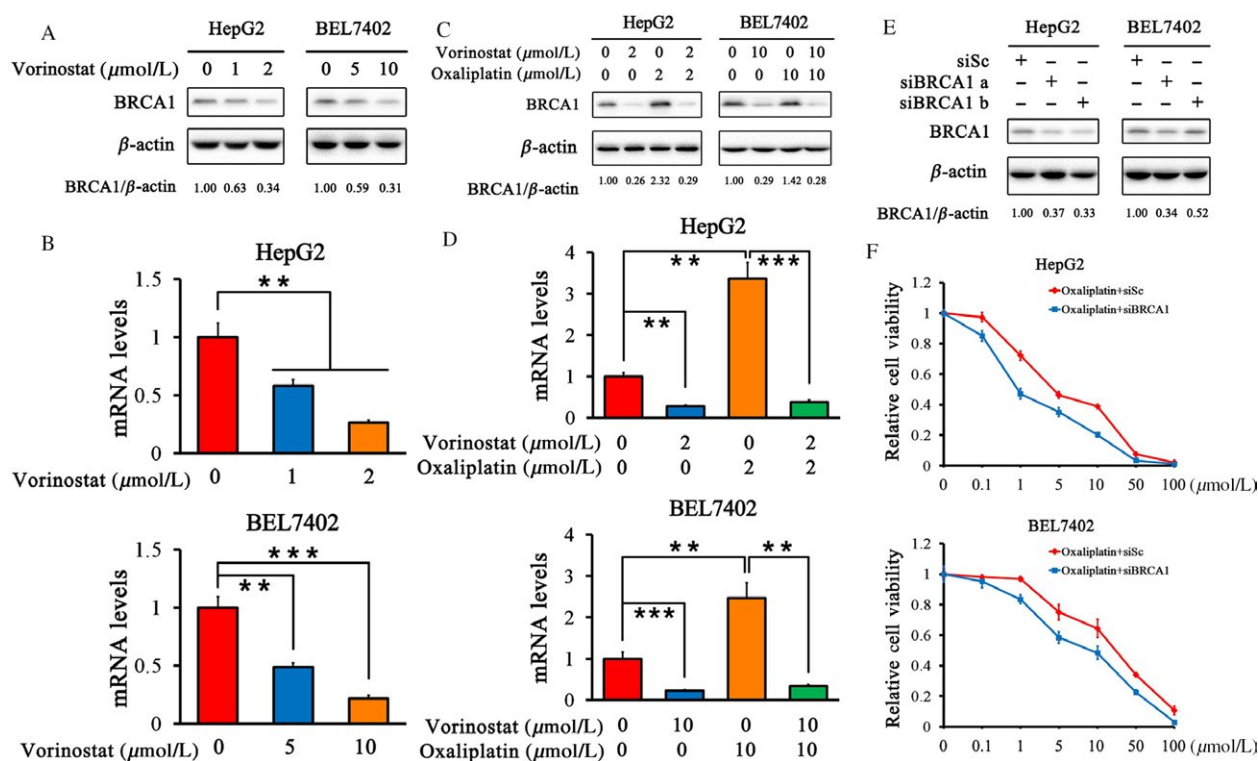 A
HepG2 BEL7402
Vorinostat (μmol/L) 0 1 2 0 5 10
BRCA1
β-actin
BRCA1/β-actin 1.00 0.63 0.34 1.00 0.59 0.31
B
HepG2
mRNA levels
1.5
1
0.5
0
**
Vorinostat (μmol/L) 0 1 2
BEL7402
mRNA levels
1.5
1
0.5
0
***
**
Vorinostat (μmol/L) 0 5 10
C
HepG2 BEL7402
Vorinostat (μmol/L) 0 2 0 2 0 10 0 10
Oxaliplatin (μmol/L) 0 0 2 2 0 0 10 10
BRCA1
β-actin
BRCA1/β-actin 1.00 0.26 2.32 0.29 1.00 0.29 1.42 0.28
D
HepG2
mRNA levels
4
3
2
1
0
** ***
**
Vorinostat (μmol/L) 0 2 0 2
Oxaliplatin (μmol/L) 0 0 2 2
BEL7402
mRNA levels
4
3
2
1
0
** **
***
Vorinostat (μmol/L) 0 10 0 10
Oxaliplatin (μmol/L) 0 0 10 10
E
HepG2 BEL7402
siSc + − − + − −
siBRCA1 a − + − − + −
siBRCA1 b − − + − − +
BRCA1
β-actin
BRCA1/β-actin 1.00 0.37 0.33 1.00 0.34 0.52
F
HepG2
Oxaliplatin+siSc
Oxaliplatin+siBRCA1
Relative cell viability
1.2
1
0.8
0.6
0.4
0.2
0
0 0.1 1 5 10 50 100 (μmol/L)
BEL7402
Oxaliplatin+siSc
Oxaliplatin+siBRCA1
Relative cell viability
1.2
1
0.8
0.6
0.4
0.2
0
0 0.1 1 5 10 50 100 (μmol/L)